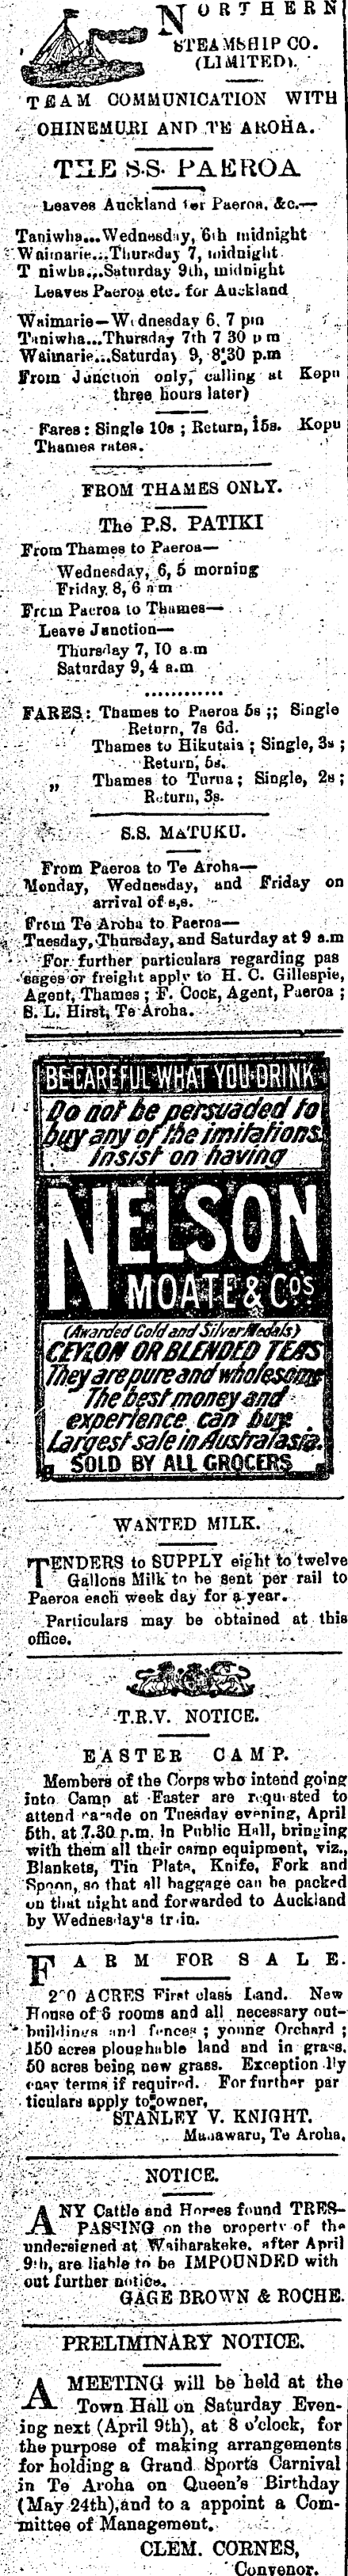 NORTHERN
STEAMSHIP CO.
(LIMITED).
TEAM COMMUNICATION WITH
OHINEMURI AND TE AROHA.
THE S.S. PAEROA
Leaves Auckland for Paeroa, &c.—
Taniwha...Wednesday, 6th midnight
Waimarie...Thursday 7, midnight
T niwha...Saturday 9th, midnight
Leaves Paeroa etc. for Auckland
Waimarie—Wednesday 6, 7 pm
Taniwha...Thursday 7th 7 30 p m
Waimarie...Saturday 9, 8:30 p.m
From Junction only, calling at Kopu
three hours later)
Fares: Single 10s ; Return, 15s. Kopu
Thames rates.
FROM THAMES ONLY.
The P.S. PATIKI
From Thames to Paeroa—
Wednesday, 6, 5 morning
Friday, 8, 6 a m
From Paeroa to Thames—
Leave Junction—
Thursday 7, 10 a.m
Saturday 9, 4 a.m
............
FARES: Thames to Paeroa 5s ;; Single
Return, 7s 6d.
Thames to Hikutaia ; Single, 3s ;
Return, 5s.
„ Thames to Turua ; Single, 2s ;
Return, 3s.
S.S. MATUKU.
From Paeroa to Te Aroha—
Monday, Wednesday, and Friday on
arrival of s,s.
From Te Aroha to Paeroa—
Tuesday, Thursday, and Saturday at 9 a.m
For further particulars regarding pas
sages or freight apply to H. C. Gillespie,
Agent, Thames ; F. Cock, Agent, Paeroa ;
S. L. Hirst, Te Aroha.
BE CAREFUL WHAT YOU DRINK
Do not be persuaded to
buy any of the imitations.
Insist on having
NELSON
MOATE & Co's
(Awarded Gold and Silver Medals)
CEYLON OR BLENDED TEAS
They are pure and wholesome
The best money and
experience can buy.
Largest sale in Australasia.
SOLD BY ALL GROCERS
WANTED MILK.
TENDERS to SUPPLY eight to twelve
Gallons Milk to be sent per rail to
Paeroa each week day for a year.
Particulars may be obtained at this
office.
T.R.V. NOTICE.
EASTER CAMP.
Members of the Corps who intend going
into Camp at Easter are requested to
attend parade on Tuesday evening, April
5th, at 7.30 p.m. In Public Hall, bringing
with them all their camp equipment, viz.,
Blankets, Tin Plate, Knife, Fork and
Spoon, so that all baggage can be packed
on that night and forwarded to Auckland
by Wednesday's train.
FARM FOR SALE.
ACRES First class Land. New
House of 6 rooms and all necessary out-
buildings and fences ; young Orchard ;
150 acres ploughable land and in grass,
50 acres being new grass. Exception lly
easy terms if required. For further par
ticulars apply to owner,
STANLEY V. KNIGHT.
Manawaru, Te Aroha.
NOTICE.
ANY Cattle and Horses found TRES-
PASSING on the property of the
undersigned at Waiharakeke, after April
9th, are liable to be IMPOUNDED with
out further notice.
GAGE BROWN & ROCHE.
PRELIMINARY NOTICE.
A MEETING will be held at the
Town Hall on Saturday Even-
ing next (April 9th), at 8 o'clock, for
the purpose of making arrangements
for holding a Grand Sports Carnival
in Te Aroha on Queen's Birthday
(May 24th), and to a appoint a Com-
mittee of Management.
CLEM. CORNES,
Convenor.